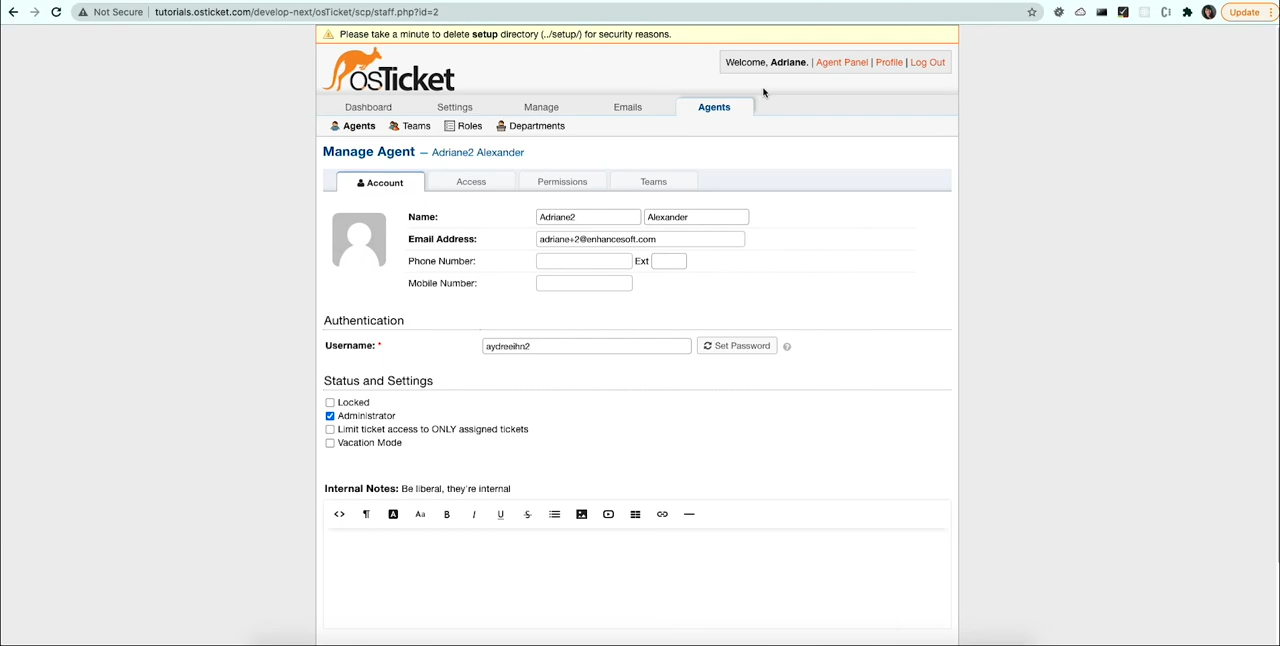 Not Secure tutorials.osticket.com/develop-next/osTicket/scp/staff.php?id=2 Update
Please take a minute to delete setup directory (../setup/) for security reasons.
osTicket
Welcome, Adriane. | Agent Panel | Profile | Log Out
Dashboard Settings Manage Emails Agents
Agents Teams Roles Departments
Manage Agent — Adriane2 Alexander
Account Access Permissions Teams
Name: Adriane2 Alexander
Email Address: adriane+2@enhancesoft.com
Phone Number: Ext
Mobile Number:
Authentication
Username: * aydreeihn2 Set Password
Status and Settings
Locked
Administrator
Limit ticket access to ONLY assigned tickets
Vacation Mode
Internal Notes: Be liberal, they're internal